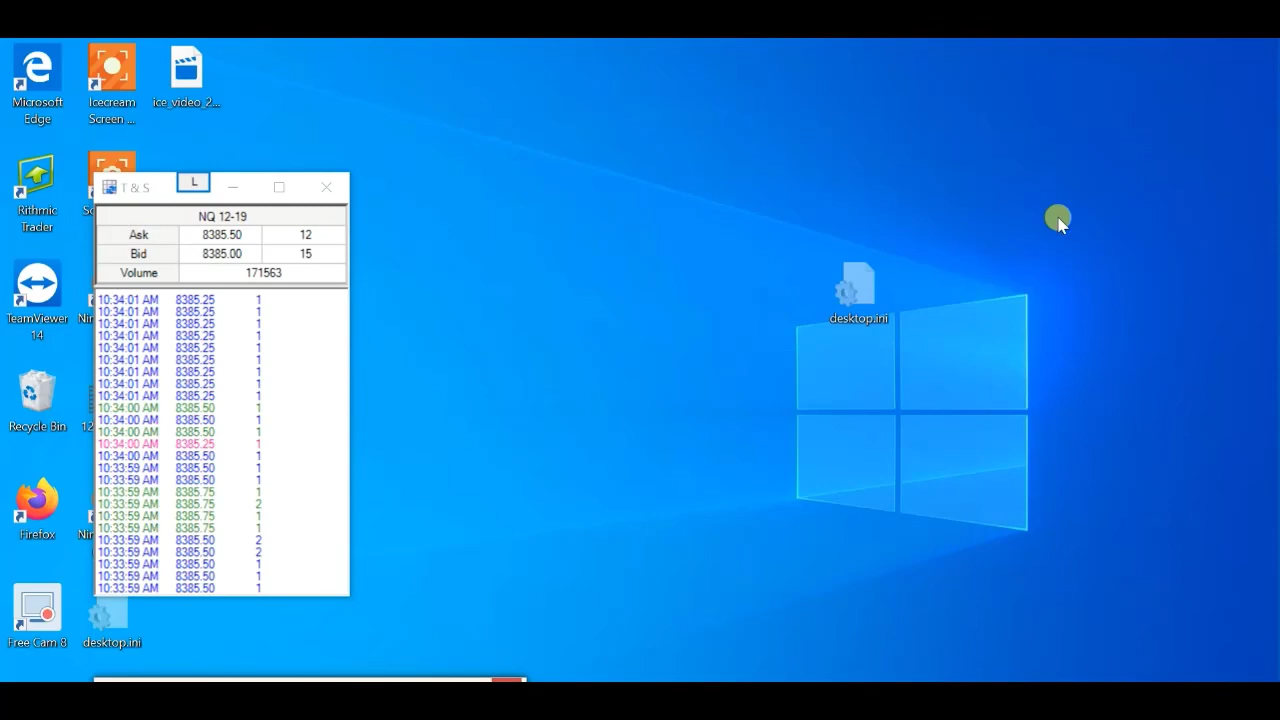 Microsoft
Edge
Icecream
Screen ...
ice_video_2...
Rithmic
Trader
TeamViewer
14
Recycle Bin
Firefox
Free Cam 8
desktop.ini
T & S
L
NQ 12-19
Ask 8385.50 12
Bid 8385.00 15
Volume 171563
10:34:01 AM 8385.25 1
10:34:01 AM 8385.25 1
10:34:01 AM 8385.25 1
10:34:01 AM 8385.25 1
10:34:01 AM 8385.25 1
10:34:01 AM 8385.25 1
10:34:01 AM 8385.25 1
10:34:01 AM 8385.25 1
10:34:01 AM 8385.25 1
10:34:00 AM 8385.50 1
10:34:00 AM 8385.50 1
10:34:00 AM 8385.50 1
10:34:00 AM 8385.25 1
10:34:00 AM 8385.50 1
10:33:59 AM 8385.50 1
10:33:59 AM 8385.50 1
10:33:59 AM 8385.75 1
10:33:59 AM 8385.75 2
10:33:59 AM 8385.75 1
10:33:59 AM 8385.75 1
10:33:59 AM 8385.50 2
10:33:59 AM 8385.50 2
10:33:59 AM 8385.50 1
10:33:59 AM 8385.50 1
10:33:59 AM 8385.50 1
desktop.ini